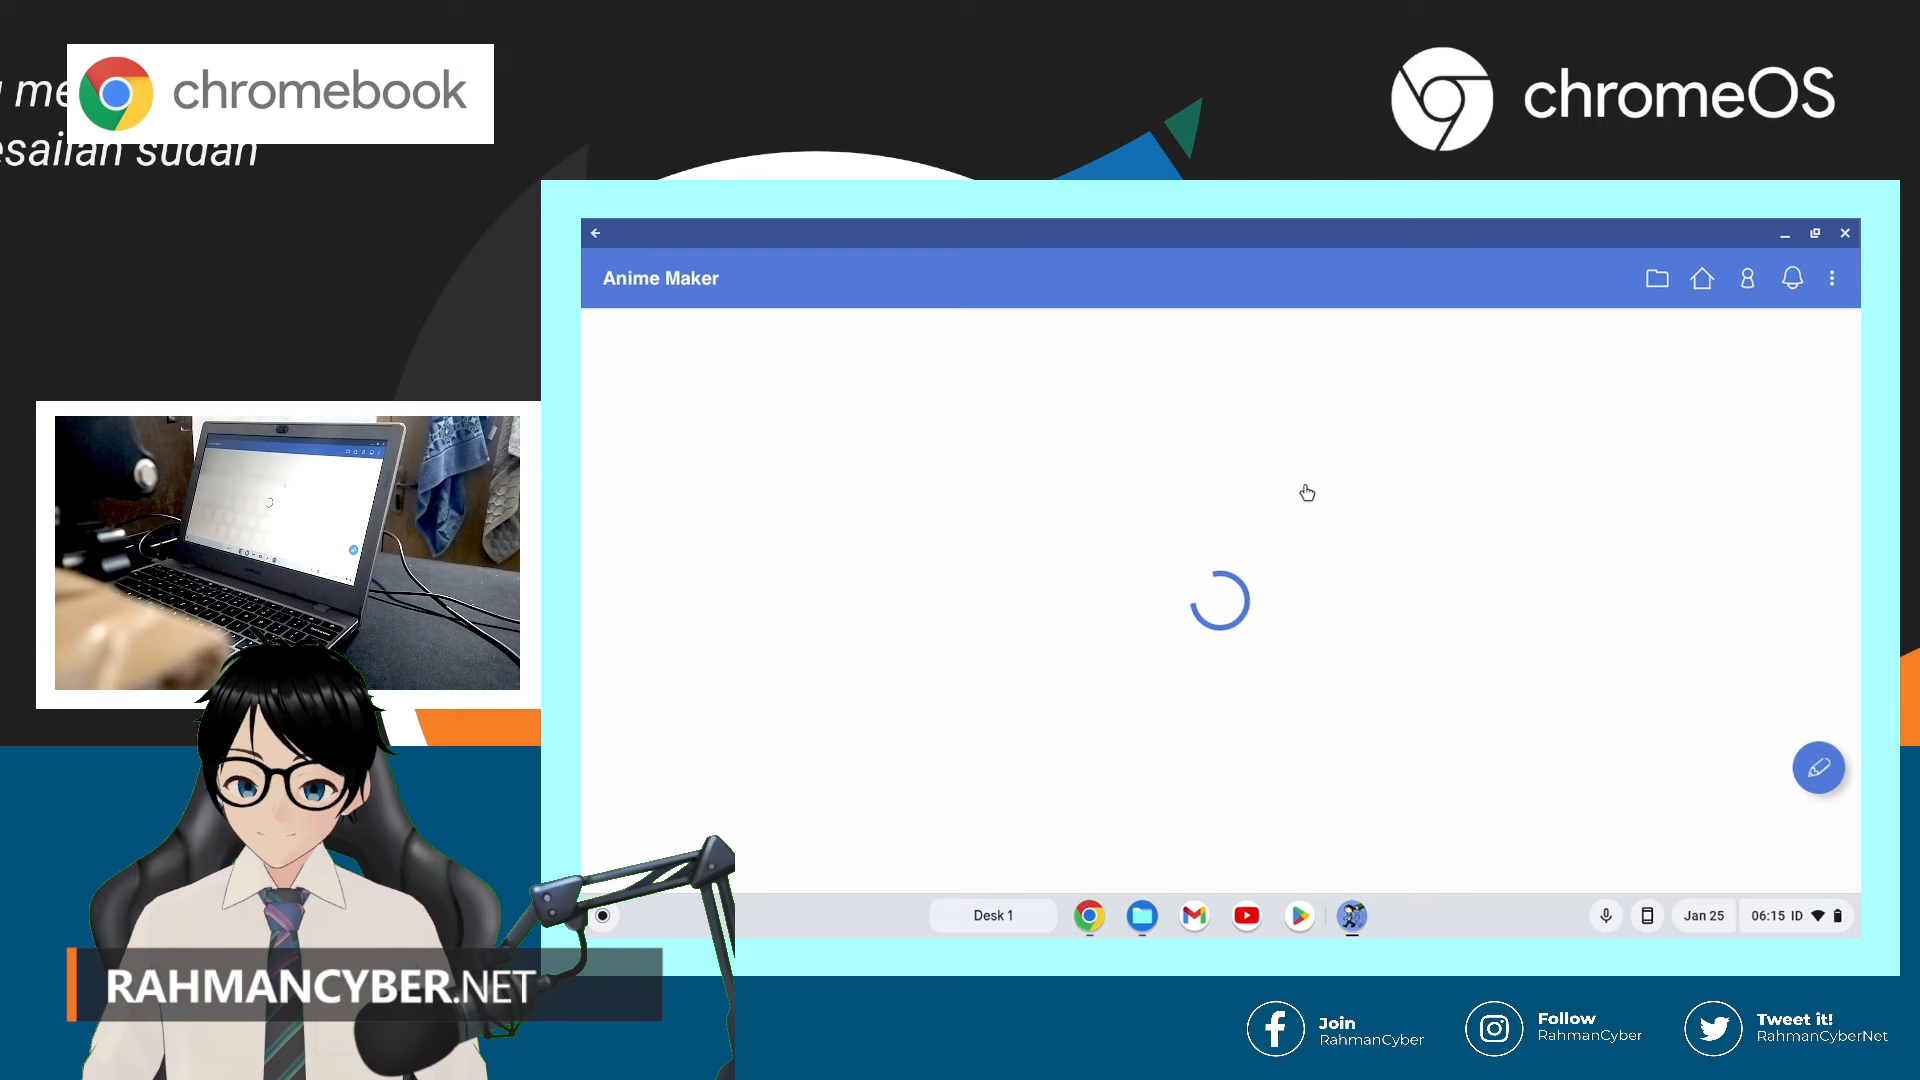 chromebook
chromeOS
sudah
Anime Maker
Desk 1
Jan 25
06:15 ID
RAHMANCYBER.NET
Join
RahmanCyber
Follow
RahmanCyber
Tweet it!
RahmanCyberNet